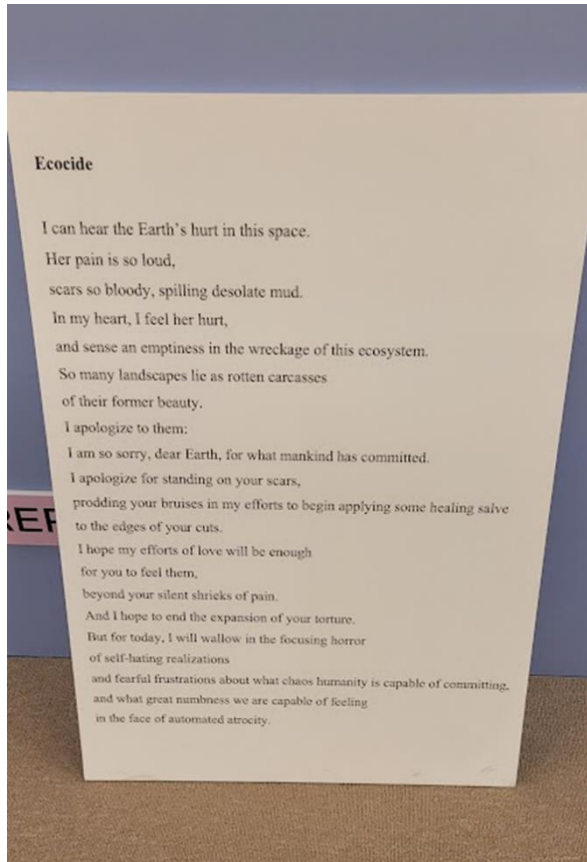 Ecocide
I can hear the Earth's hurt in this space.
Her pain is so loud,
scars so bloody, spilling desolate mud.
In my heart, I feel her hurt,
and sense an emptiness in the wreckage of this ecosystem.
So many landscapes lie as rotten carcasses
of their former beauty.
I apologize to them:
I am so sorry, dear Earth, for what mankind has committed.
I apologize for standing on your scars,
prodding your bruises in my efforts to begin applying some healing salve
to the edges of your cuts.
I hope my efforts of love will be enough
for you to feel them,
beyond your silent shrieks of pain.
And I hope to end the expansion of your torture.
But for today, I will wallow in the focusing horror
of self-hating realizations
and fearful frustrations about what chaos humanity is capable of committing,
and what great numbness we are capable of feeling
in the face of automated atrocity.